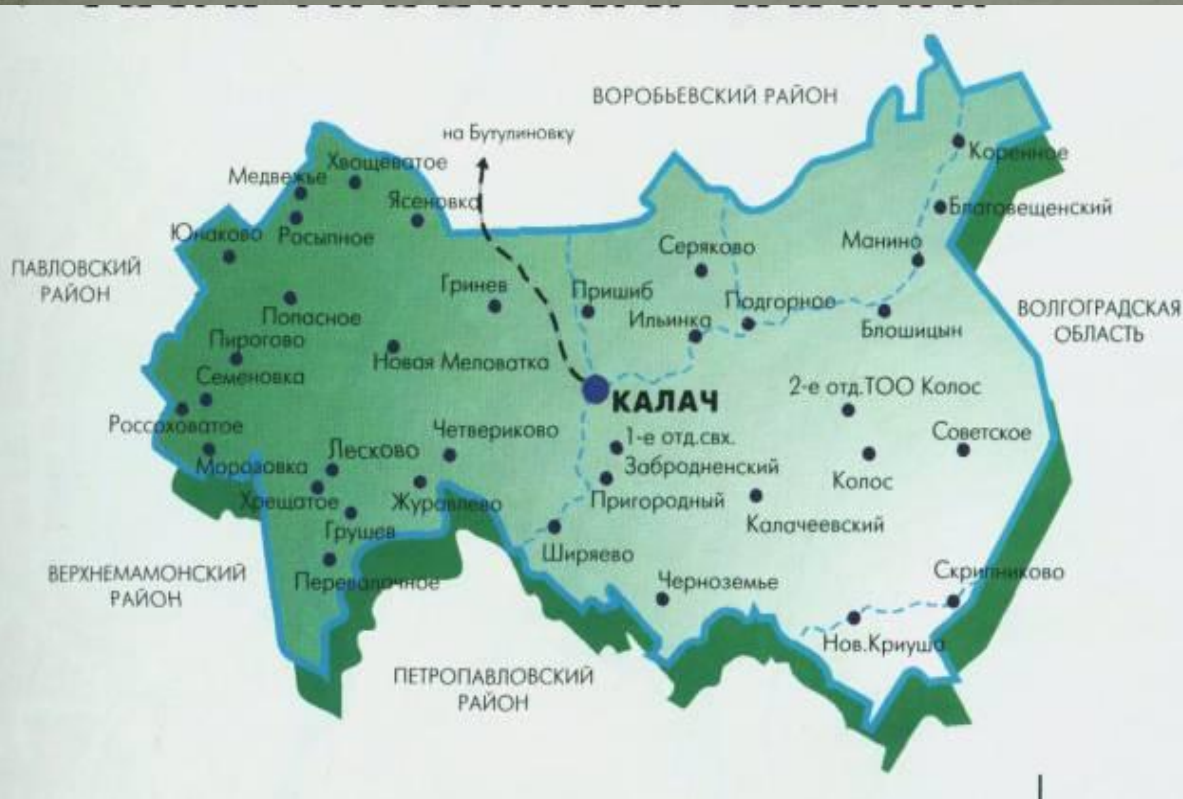 ВОРОБЬЕВСКИЙ РАЙОН
на Бутулиновку
Хвощеватое
Медвежье
Коренное
Ясеновка
Благовещенский
Юнаково
Росыпное
Манино
Серяково
ПАВЛОВСКИЙ
РАЙОН
Гринев
Пришиб
Подгорное
ВОЛГОГРАДСКАЯ
ОБЛАСТЬ
Попасное
Ильинка
Блошицын
Пирогово
Новая Меловатка
Семеновка
2-е отд.ТОО Колос
КАЛАЧ
Россоховатое
Четвериково
Советское
1-е отд.свх.
Забродненский
Лесково
Морозовка
Колос
Хрещатое
Журавлево
Пригородный
Калачеевский
Грушев
Ширяево
ВЕРХНЕМАМОНСКИЙ
РАЙОН
Перевалочное
Черноземье
Скрипниково
Нов.Криуша
ПЕТРОПАВЛОВСКИЙ
РАЙОН